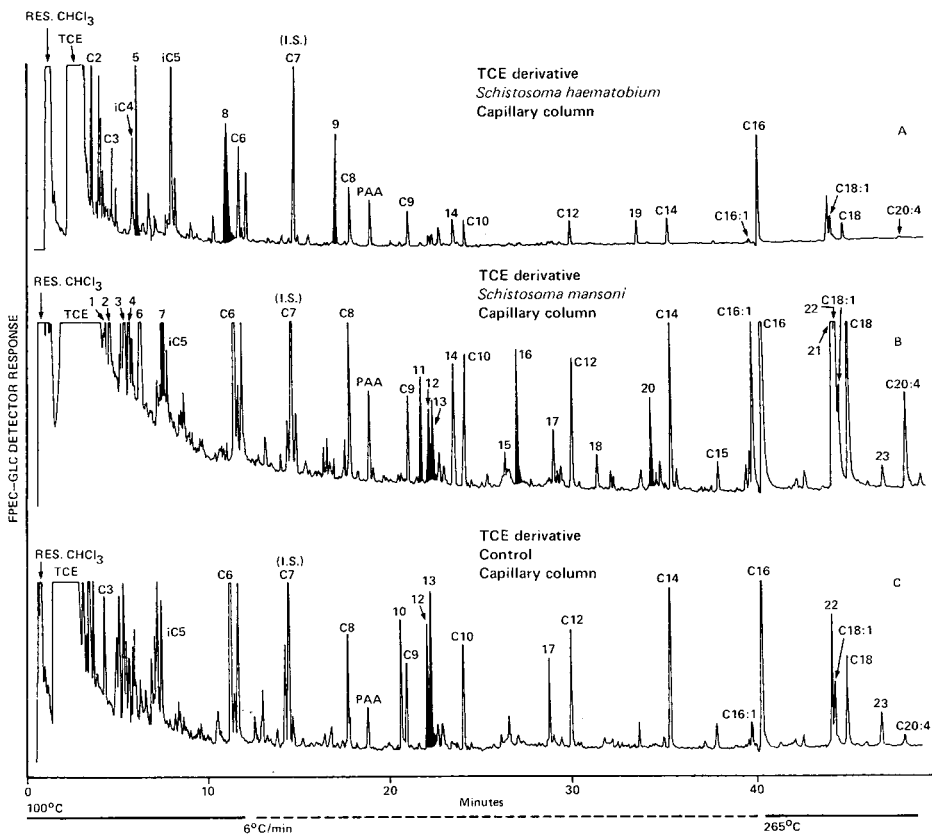 FPEC-GLC DETECTOR RESPONSE
RES. CHCl3
TCE
C2
C3
iC4
5
iC5
8
C6
(I.S.)
C7
9
C8
PAA
C9
14
C10
C12
19
C14
C16:1
C16
C18:1
C18
C20:4
TCE derivative
Schistosoma haematobium
Capillary column
A
RES. CHCl3
TCE
1
2
3
4
6
7
iC5
C6
(I.S.)
C7
C8
PAA
C9
11
12
13
14
C10
15
16
17
C12
18
20
C14
C15
C16:1
C16
21
22
C18:1
C18
23
C20:4
TCE derivative
Schistosoma mansoni
Capillary column
B
RES. CHCl3
TCE
C3
iC5
C6
(I.S.)
C7
C8
PAA
10
C9
12
13
C10
17
C12
C14
C16:1
C16
22
C18:1
C18
23
C20:4
TCE derivative
Control
Capillary column
C
0 10 20 30 40
Minutes
100°C
6°C/min
265°C